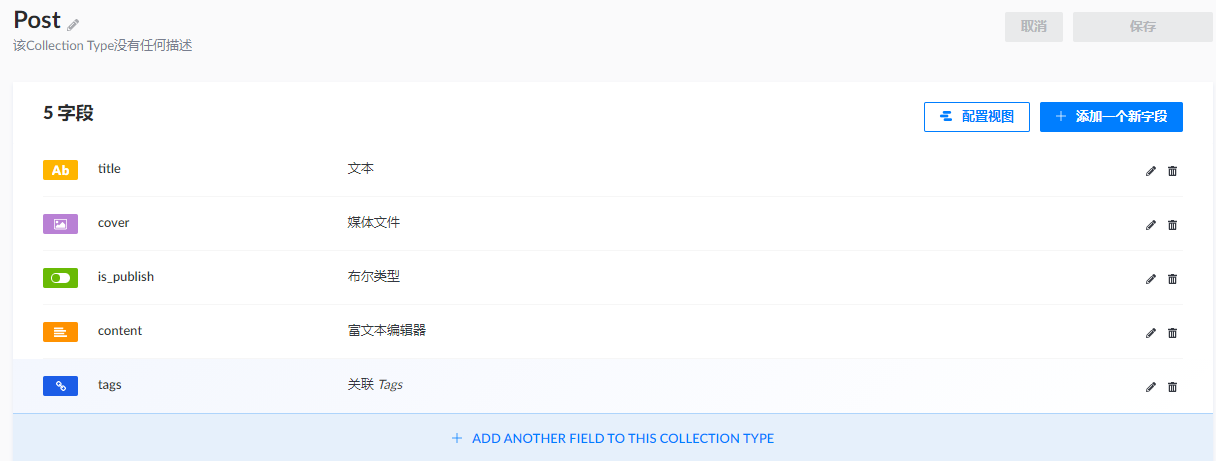 Post
该Collection Type没有任何描述
取消
保存
5 字段
配置视图
添加一个新字段
Ab title 文本
cover 媒体文件
is_publish 布尔类型
content 富文本编辑器
tags 关联 Tags
ADD ANOTHER FIELD TO THIS COLLECTION TYPE